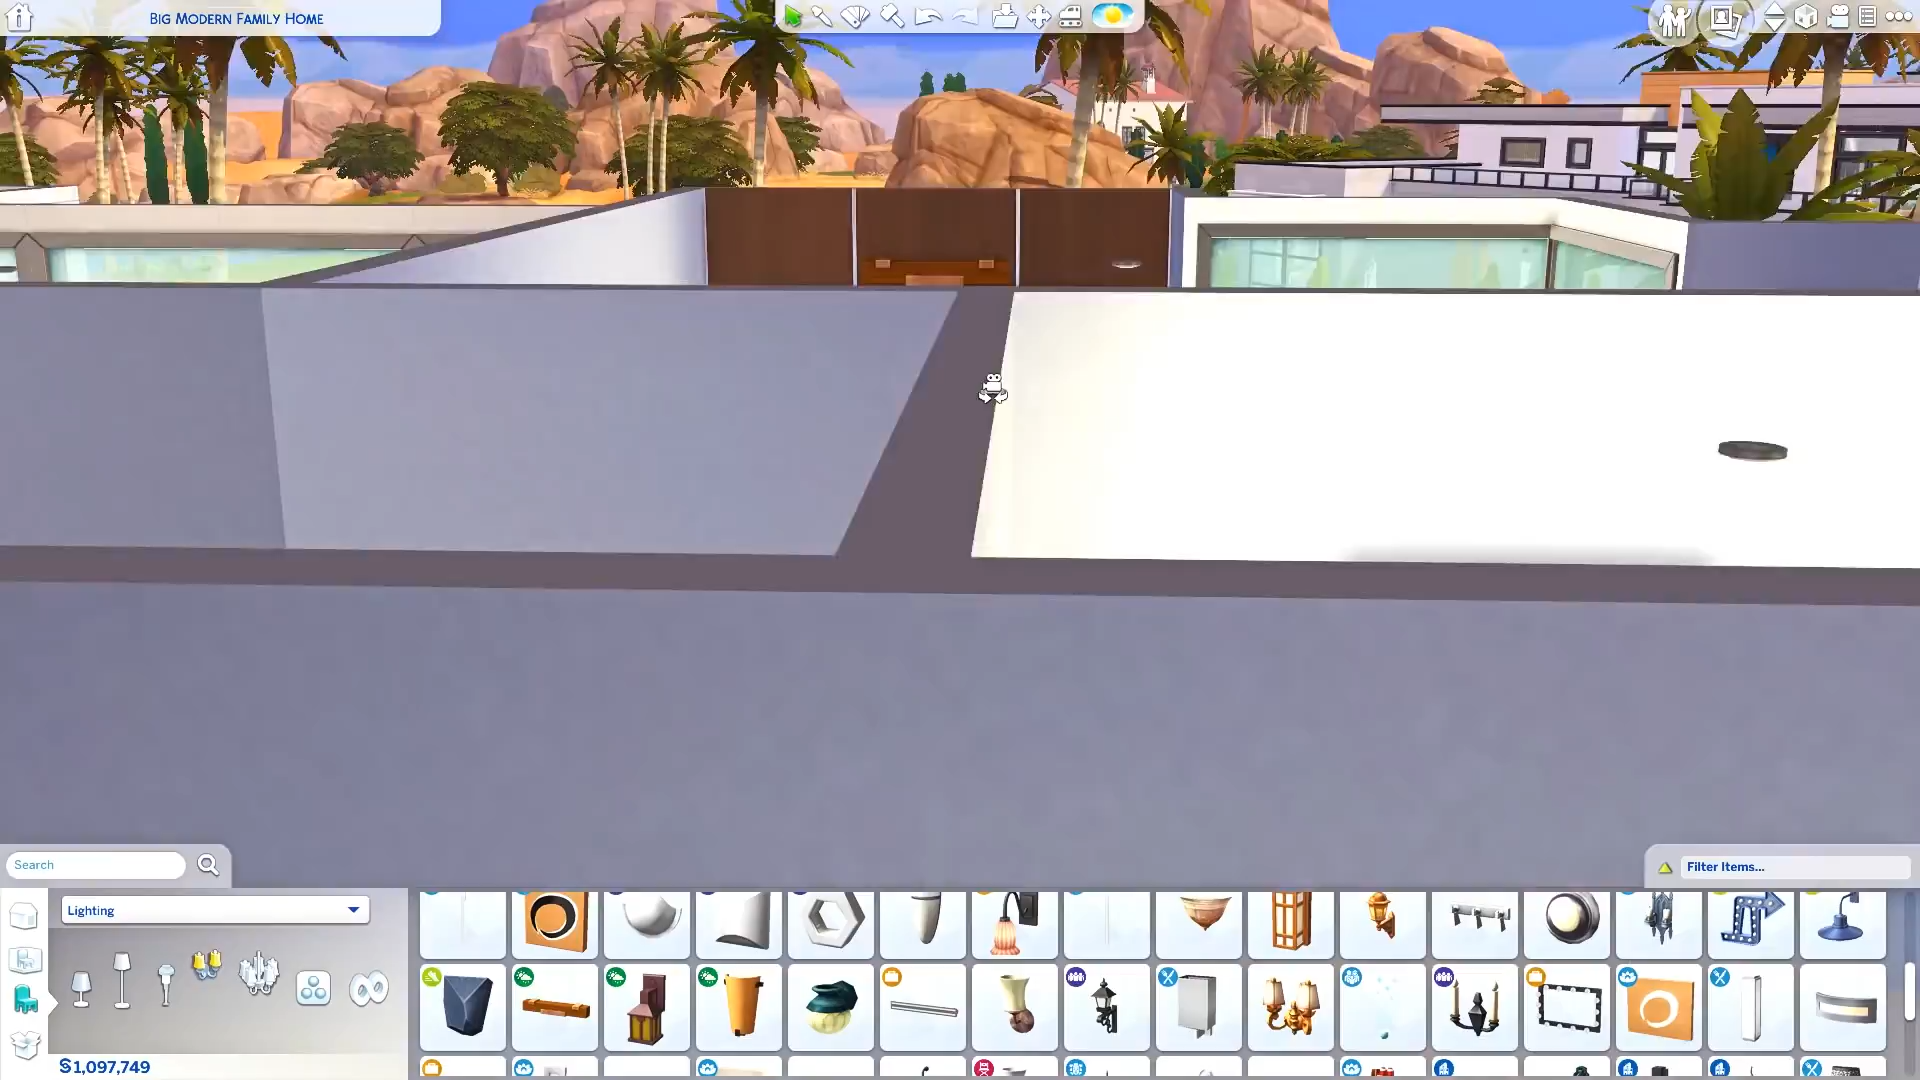 BIG MODERN FAMILY HOME
Search
Filter Items...
Lighting
§1,097,749